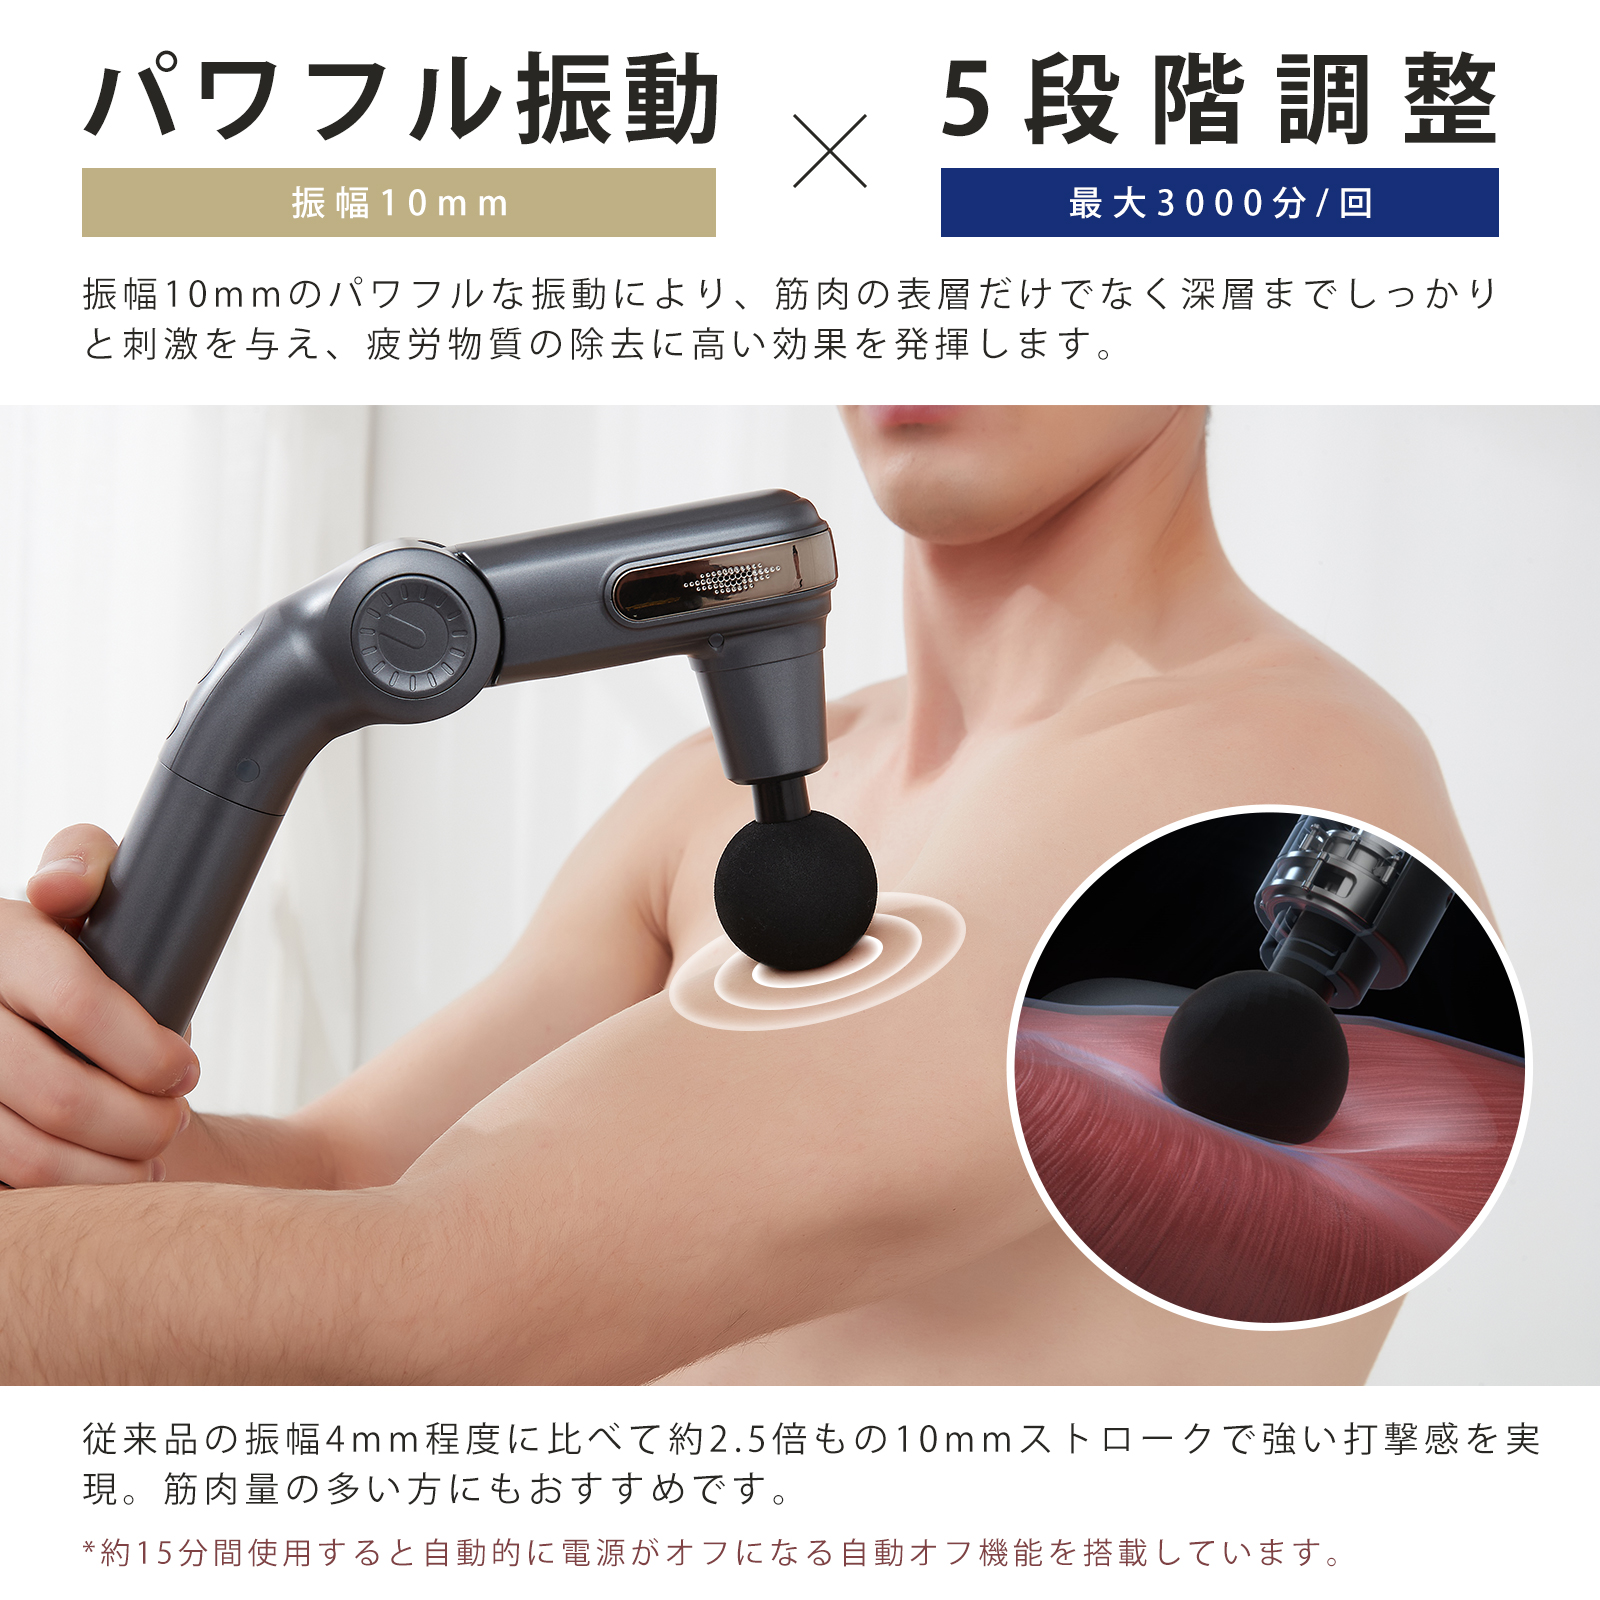 パワフル振動
5段階調整
振幅10mm
最大3000分/回
振幅10mmのパワフルな振動により、筋肉の表層だけでなく深層までしっかり
と刺激を与え、疲労物質の除去に高い効果を発揮します。
従来品の振幅4mm程度に比べて約2.5倍もの10mmストロークで強い打撃感を実
現。筋肉量の多い方にもおすすめです。
*約15分間使用すると自動的に電源がオフになる自動オフ機能を搭載しています。